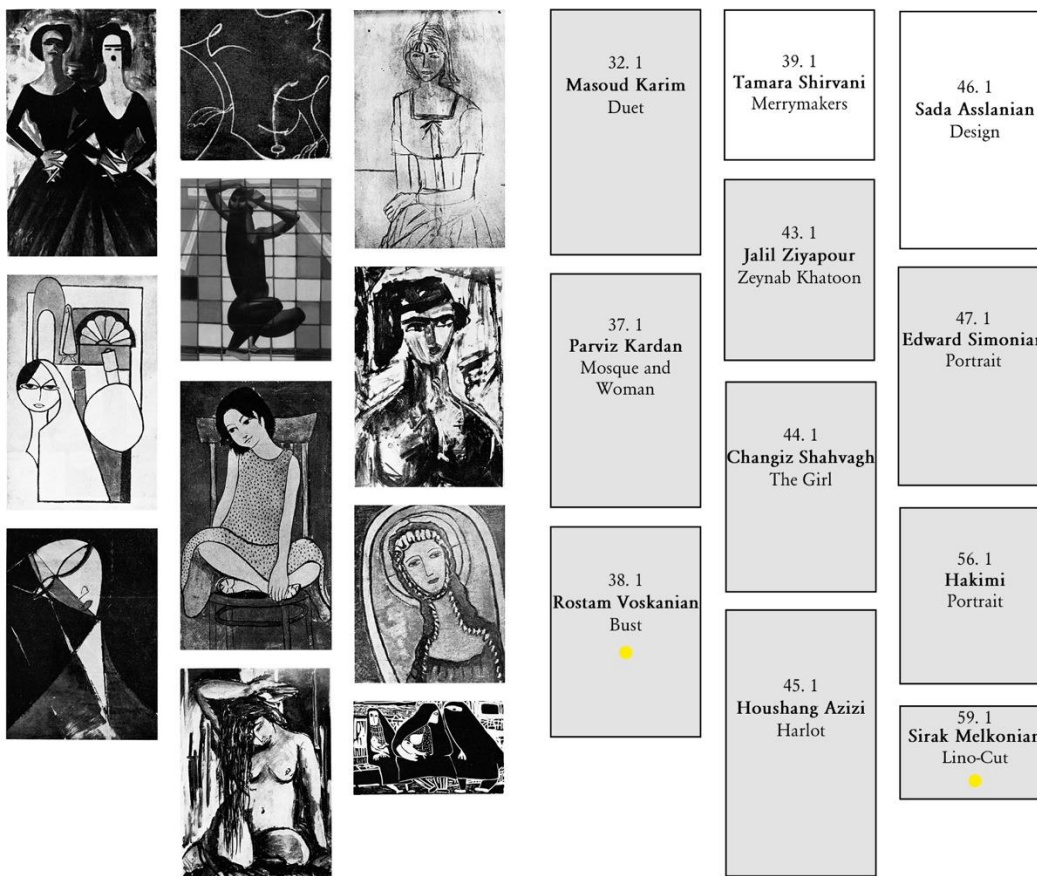 32. 1
Masoud Karim
Duet
37. 1
Parviz Kardan
Mosque and
Woman
38. 1
Rostam Voskanian
Bust
39. 1
Tamara Shirvani
Merrymakers
43. 1
Jalil Ziyapour
Zeynab Khatoon
44. 1
Changiz Shahvagh
The Girl
45. 1
Houshang Azizi
Harlot
46. 1
Sada Asslanian
Design
47. 1
Edward Simonian
Portrait
56. 1
Hakimi
Portrait
59. 1
Sirak Melkonian
Lino-Cut